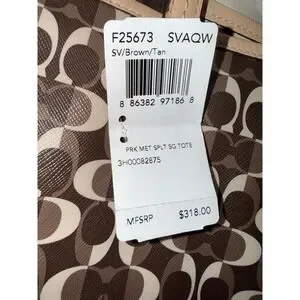 F25673 SVAQW
SV/Brown/Tan
8 86382 97186 8
PRK MET SPLT SG TOTE
3H00082875
MFSRP $318.00